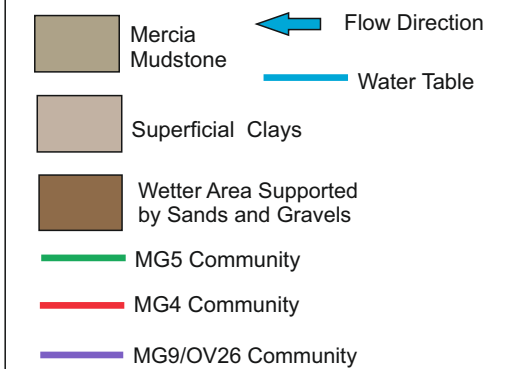 Mercia
Mudstone
Flow Direction
Water Table
Superficial Clays
Wetter Area Supported
by Sands and Gravels
MG5 Community
MG4 Community
MG9/OV26 Community